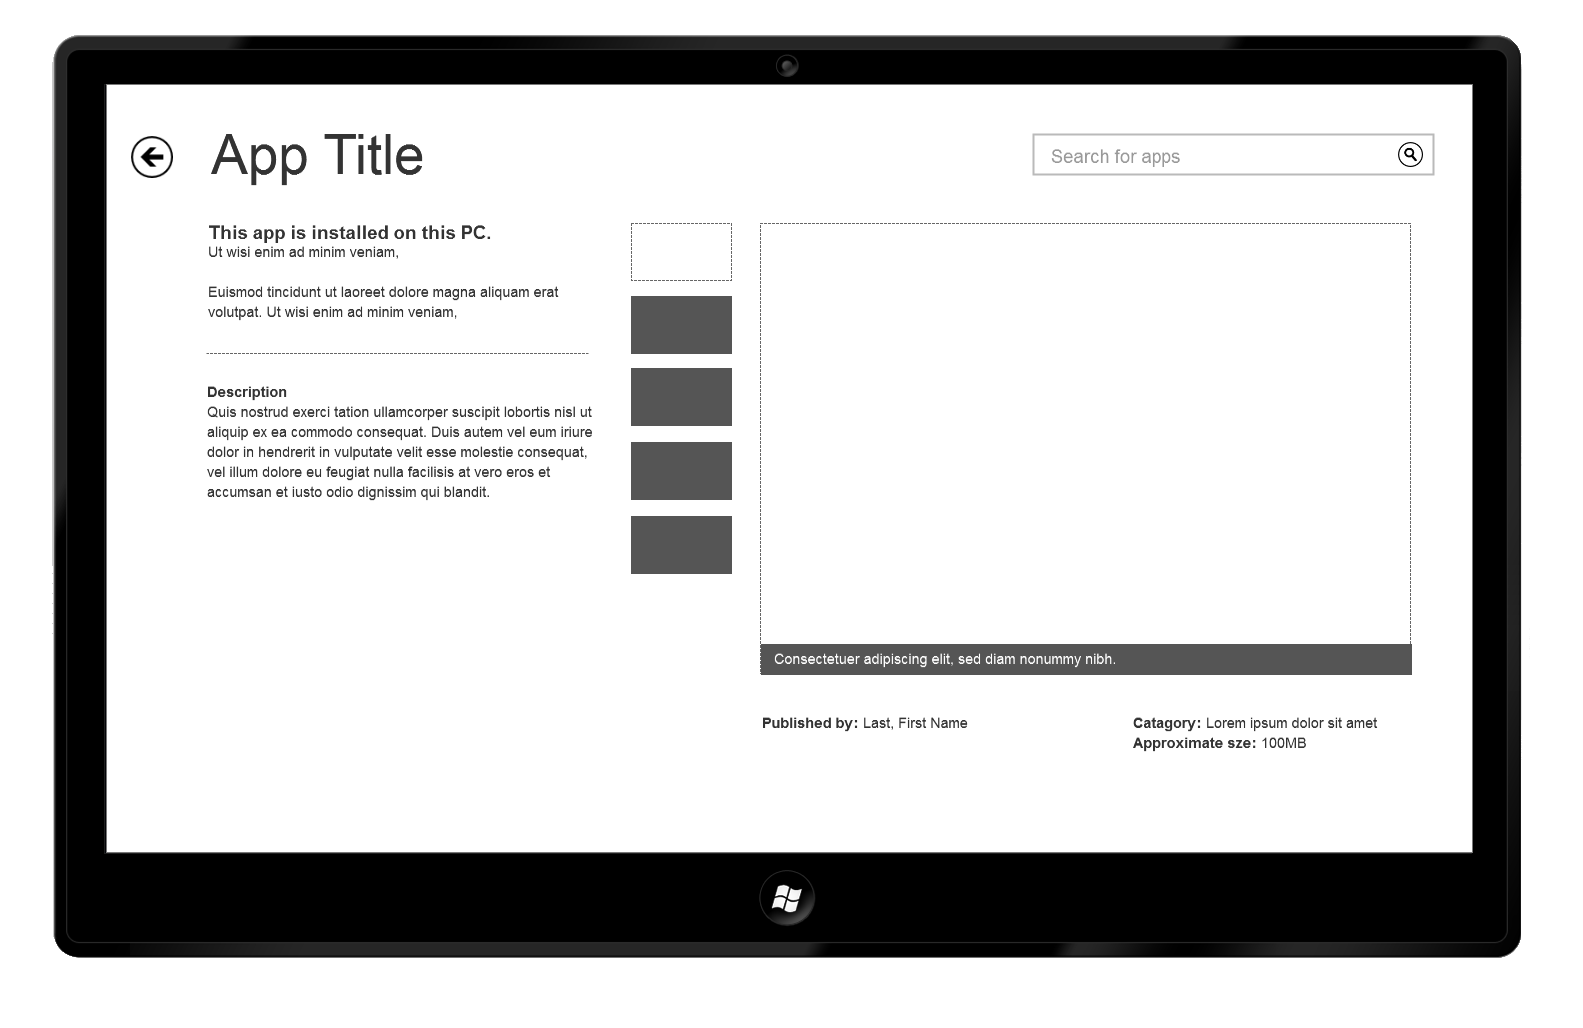 App Title
Search for apps
This app is installed on this PC.
Ut wisi enim ad minim veniam,
Euismod tincidunt ut laoreet dolore magna aliquam erat
volutpat. Ut wisi enim ad minim veniam,
Description
Quis nostrud exerci tation ullamcorper suscipit lobortis nisl ut
aliquip ex ea commodo consequat. Duis autem vel eum iriure
dolor in hendrerit in vulputate velit esse molestie consequat,
vel illum dolore eu feugiat nulla facilisis at vero eros et
accumsan et iusto odio dignissim qui blandit.
Consectetuer adipiscing elit, sed diam nonummy nibh.
Published by: Last, First Name
Catagory: Lorem ipsum dolor sit amet
Approximate sze: 100MB